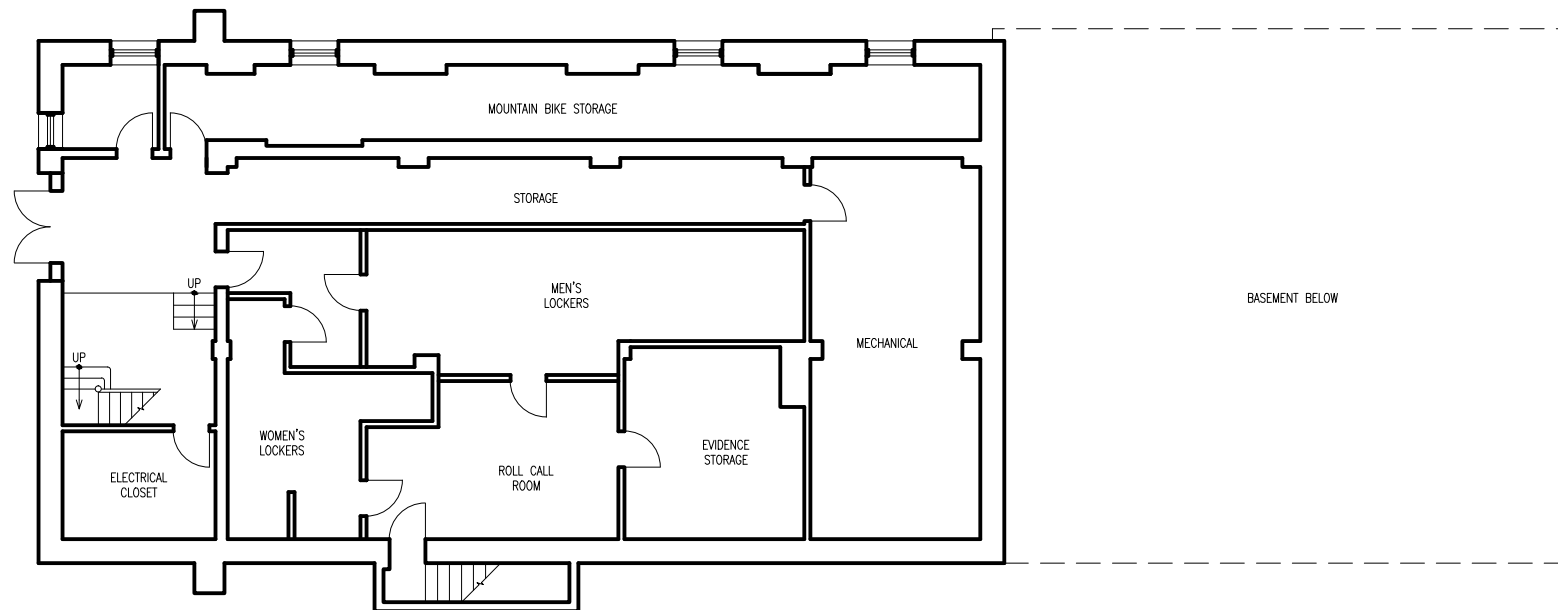 MOUNTAIN BIKE STORAGE
STORAGE
UP
MEN'S
LOCKERS
BASEMENT BELOW
MECHANICAL
UP
WOMEN'S
LOCKERS
EVIDENCE
STORAGE
ROLL CALL
ROOM
ELECTRICAL
CLOSET